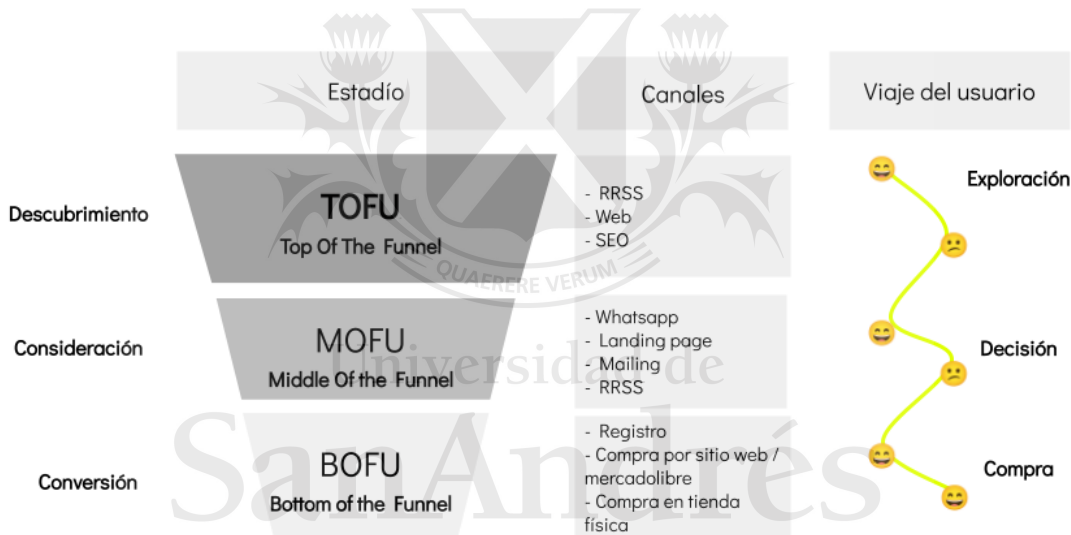 Estadío
Canales
Viaje del usuario
Descubrimiento
TOFU
Top Of The Funnel
- RRSS
- Web
- SEO
Exploración
QUAERERE VERUM
Consideración
MOFU
Middle Of the Funnel
- Whatsapp
- Landing page
- Mailing
- RRSS
Decisión
Universidad de
SanAndrés
Conversión
BOFU
Bottom of the Funnel
- Registro
- Compra por sitio web /
mercadolibre
- Compra en tienda
física
Compra